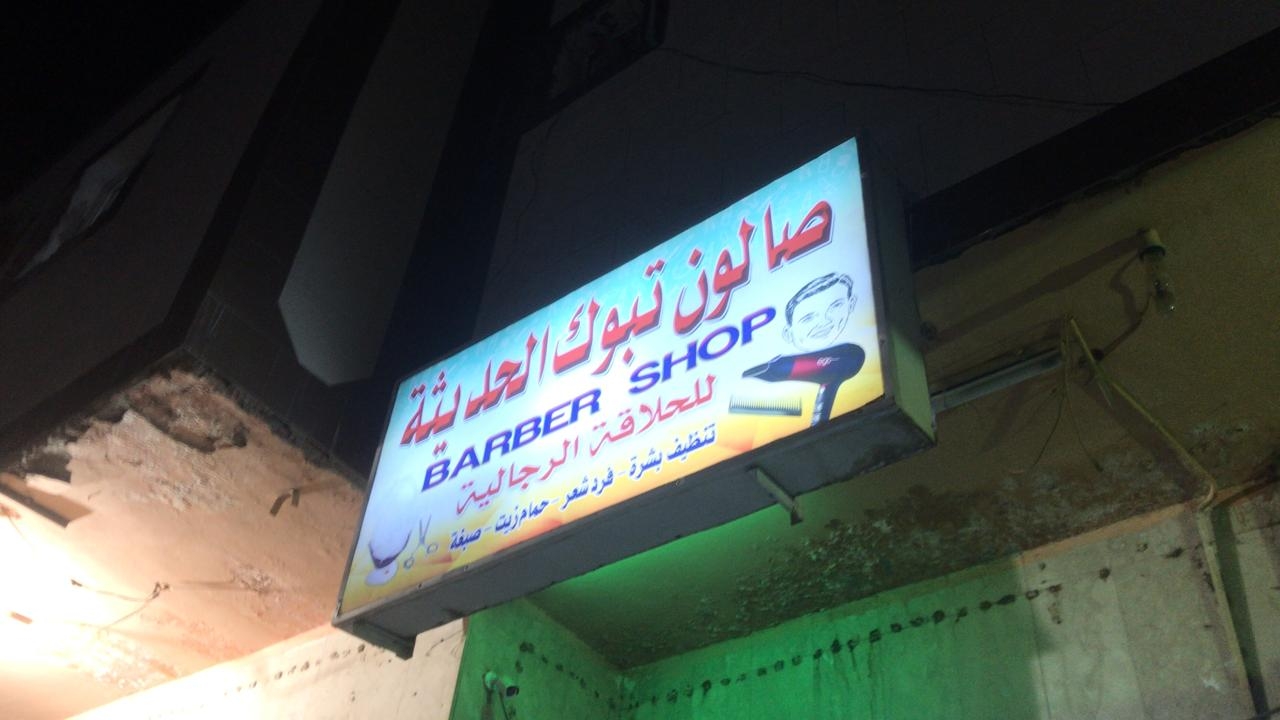 صالون تبوك الحديثة
BARBER SHOP
للحلاقة الرجالية
تنظيف بشرة - فرد شعر - حمام زيت - صبغة